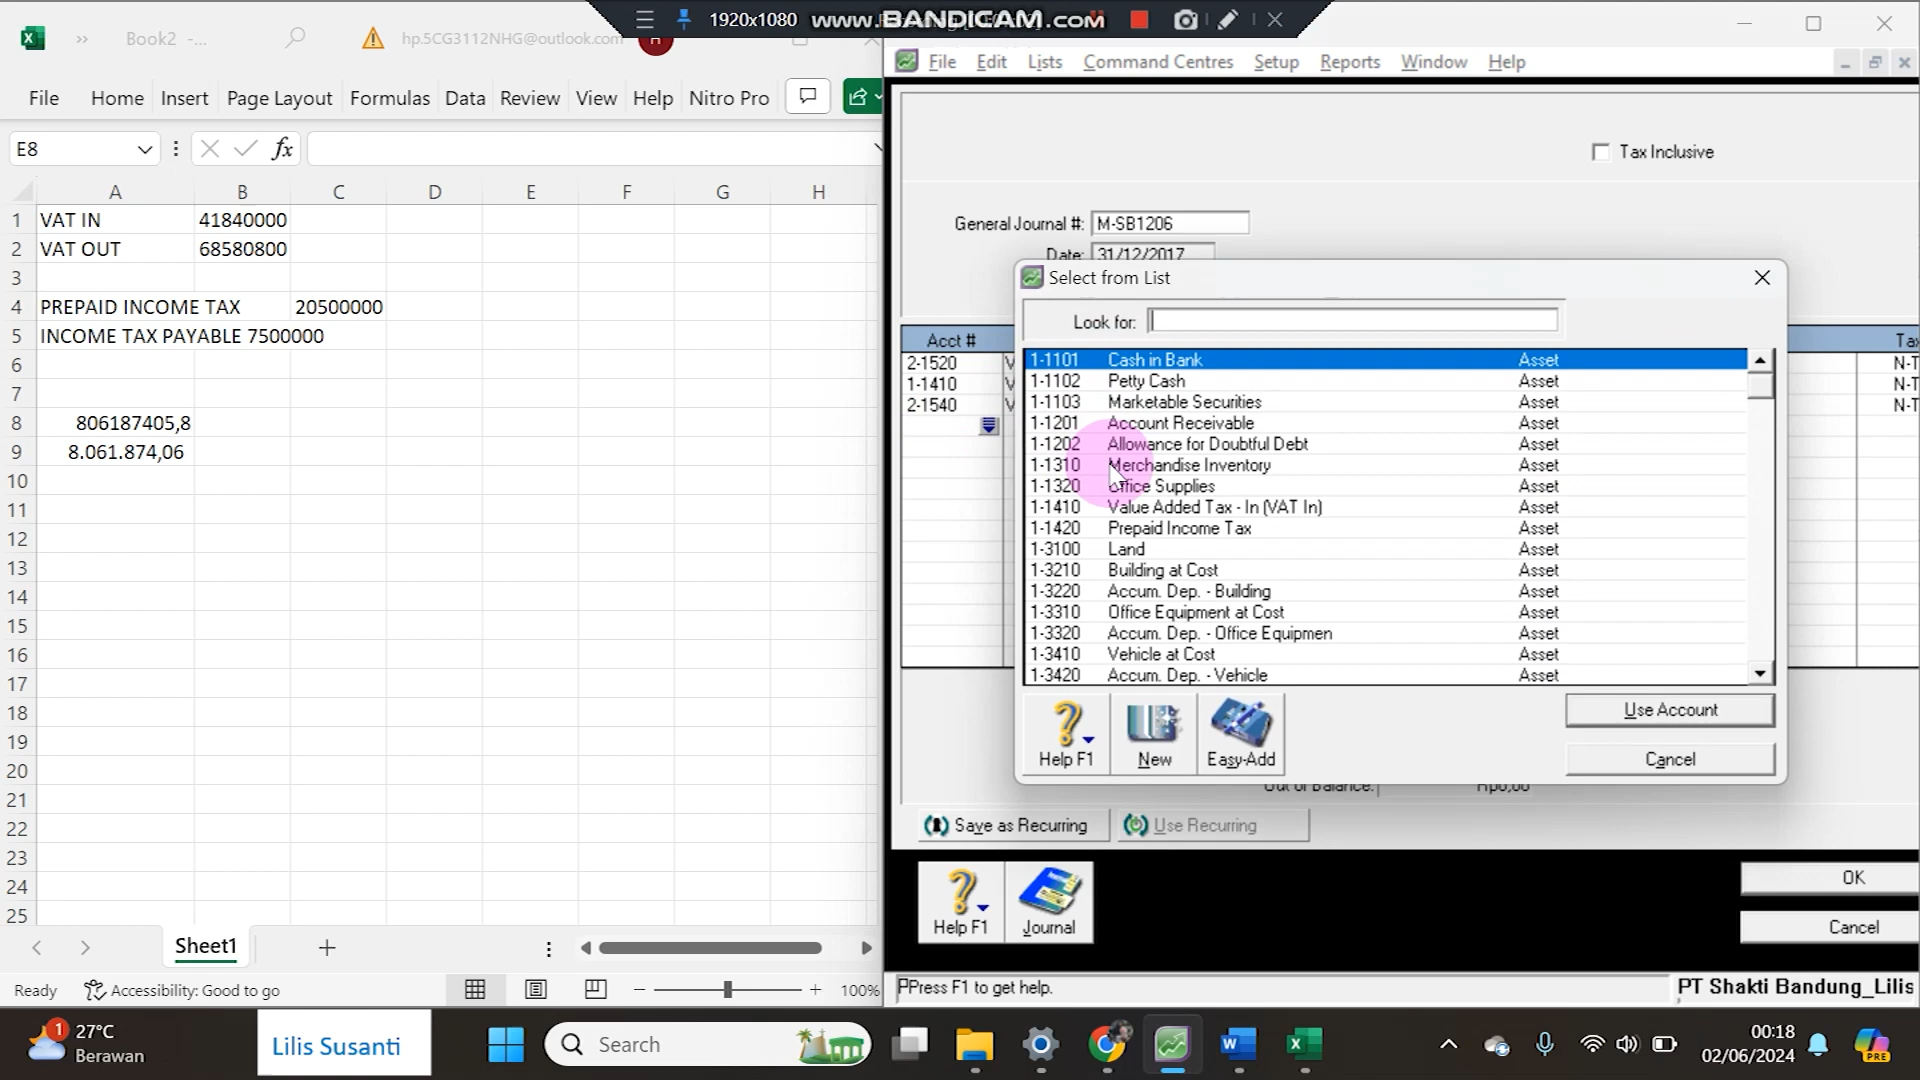 1920x1080 www.BANDICAM.com
Book2 -...
hp.5CG3112NHG@outlook.com
File Home Insert Page Layout Formulas Data Review View Help Nitro Pro
E8 fx
A B C D E F G H
1 VAT IN 41840000
2 VAT OUT 68580800
3
4 PREPAID INCOME TAX 20500000
5 INCOME TAX PAYABLE 7500000
6
7
8 806187405,8
9 8.061.874,06
10
11
12
13
14
15
16
17
18
19
20
21
22
23
24
25
Sheet1
Ready Accessibility: Good to go 100%
File Edit Lists Command Centres Setup Reports Window Help
Tax Inclusive
General Journal #: M-SB1206
Date: 31/12/2017
Acct # Tax
2-1520 N-T
1-1410 N-T
2-1540 N-T
Select from List
Look for:
1-1101 Cash in Bank Asset
1-1102 Petty Cash Asset
1-1103 Marketable Securities Asset
1-1201 Account Receivable Asset
1-1202 Allowance for Doubtful Debt Asset
1-1310 Merchandise Inventory Asset
1-1320 Office Supplies Asset
1-1410 Value Added Tax - In (VAT In) Asset
1-1420 Prepaid Income Tax Asset
1-3100 Land Asset
1-3210 Building at Cost Asset
1-3220 Accum. Dep. - Building Asset
1-3310 Office Equipment at Cost Asset
1-3320 Accum. Dep. - Office Equipmen Asset
1-3410 Vehicle at Cost Asset
1-3420 Accum. Dep. - Vehicle Asset
Help F1 New Easy-Add
Use Account
Cancel
Out of Balance: Rp0,00
Save as Recurring Use Recurring
Help F1 Journal
OK
Cancel
Press F1 to get help. PT Shakti Bandung_Lilis
1 27°C
Berawan
Lilis Susanti
Search
00:18
02/06/2024
PRE